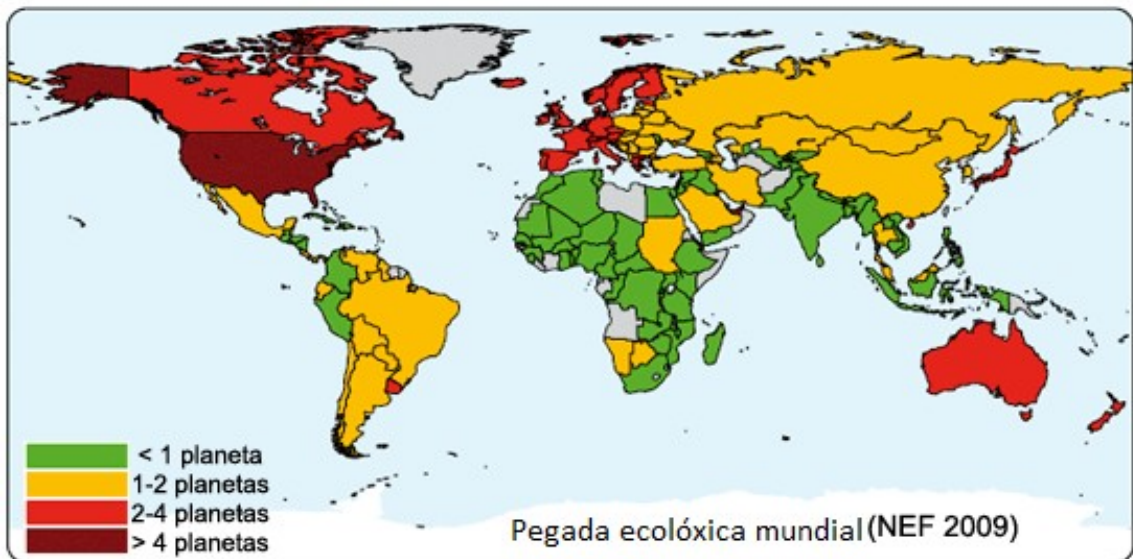 < 1 planeta
1-2 planetas
2-4 planetas
> 4 planetas
Pegada ecolóxica mundial (NEF 2009)